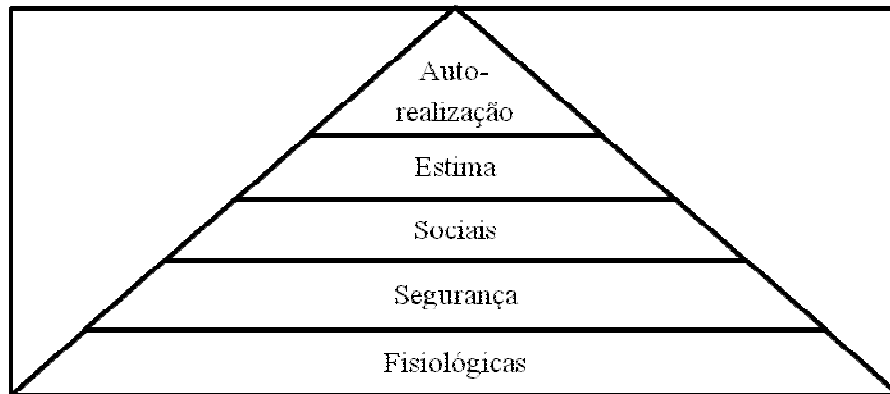 Auto-
realização
Estima
Sociais
Segurança
Fisiológicas